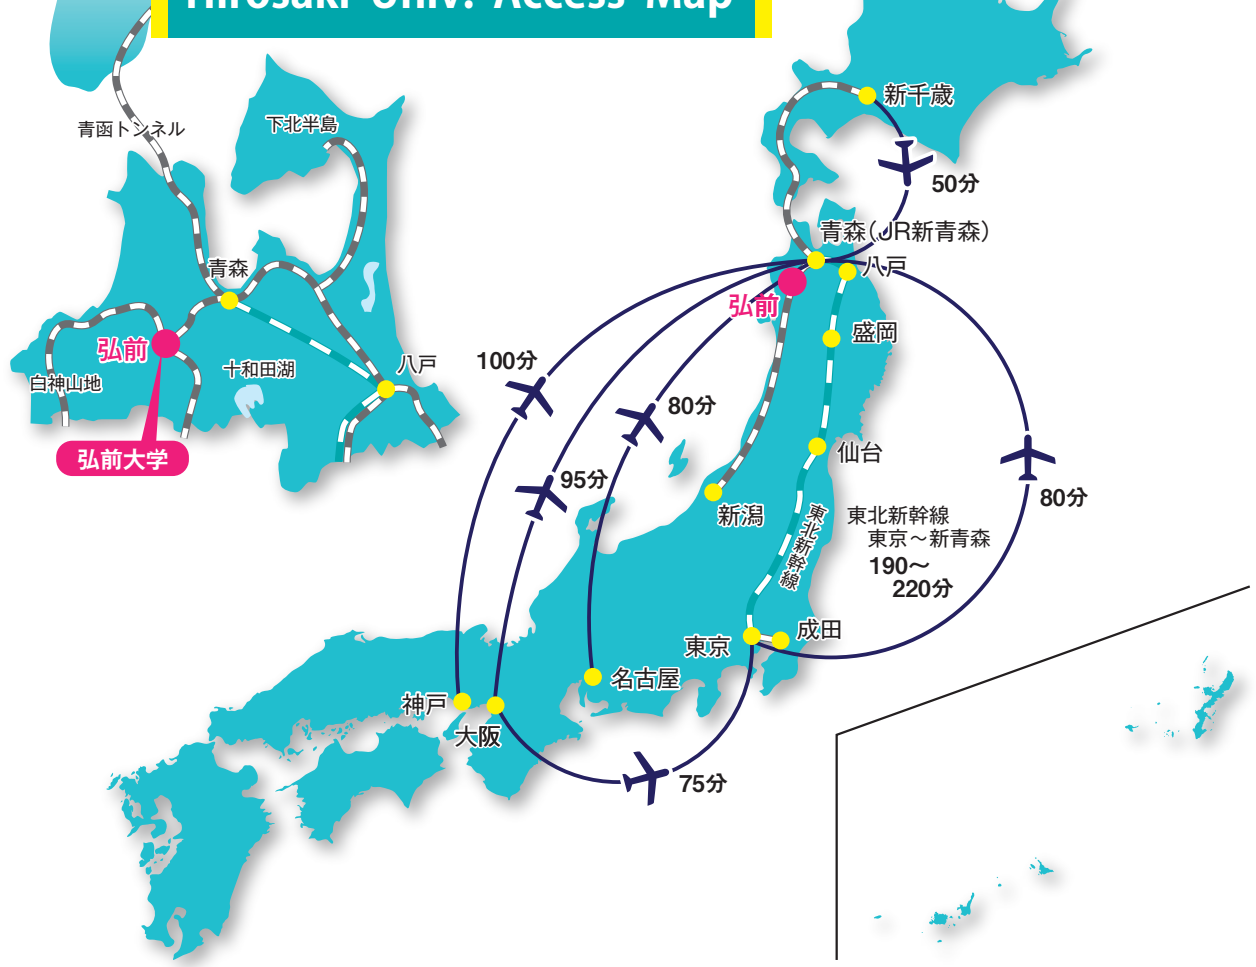 Hirosaki Univ. Access Map
青函トンネル
下北半島
青森
弘前
白神山地
十和田湖
八戸
弘前大学
新千歳
50分
青森（JR新青森）
八戸
弘前
盛岡
100分
80分
95分
仙台
80分
新潟
東北新幹線
東北新幹線
東京～新青森
190～
220分
成田
東京
名古屋
神戸
大阪
75分